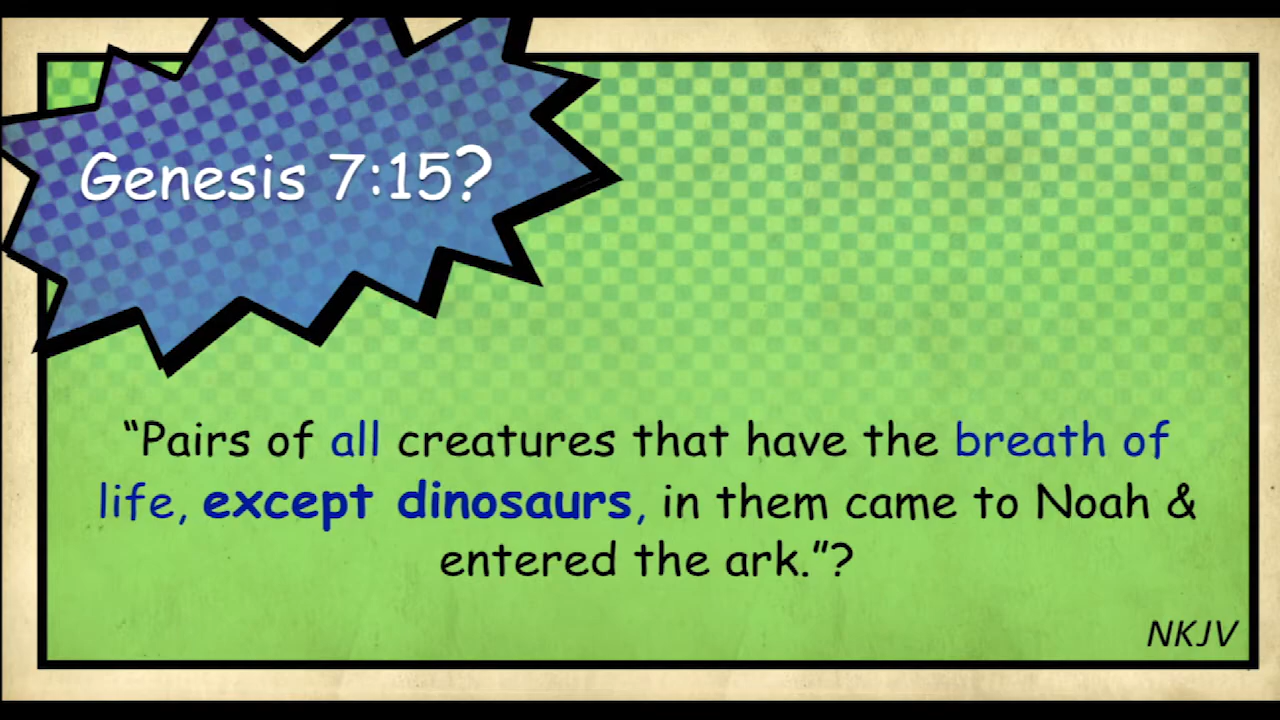 Genesis 7:15?
“Pairs of all creatures that have the breath of
life, except dinosaurs, in them came to Noah &
entered the ark.”?
NKJV